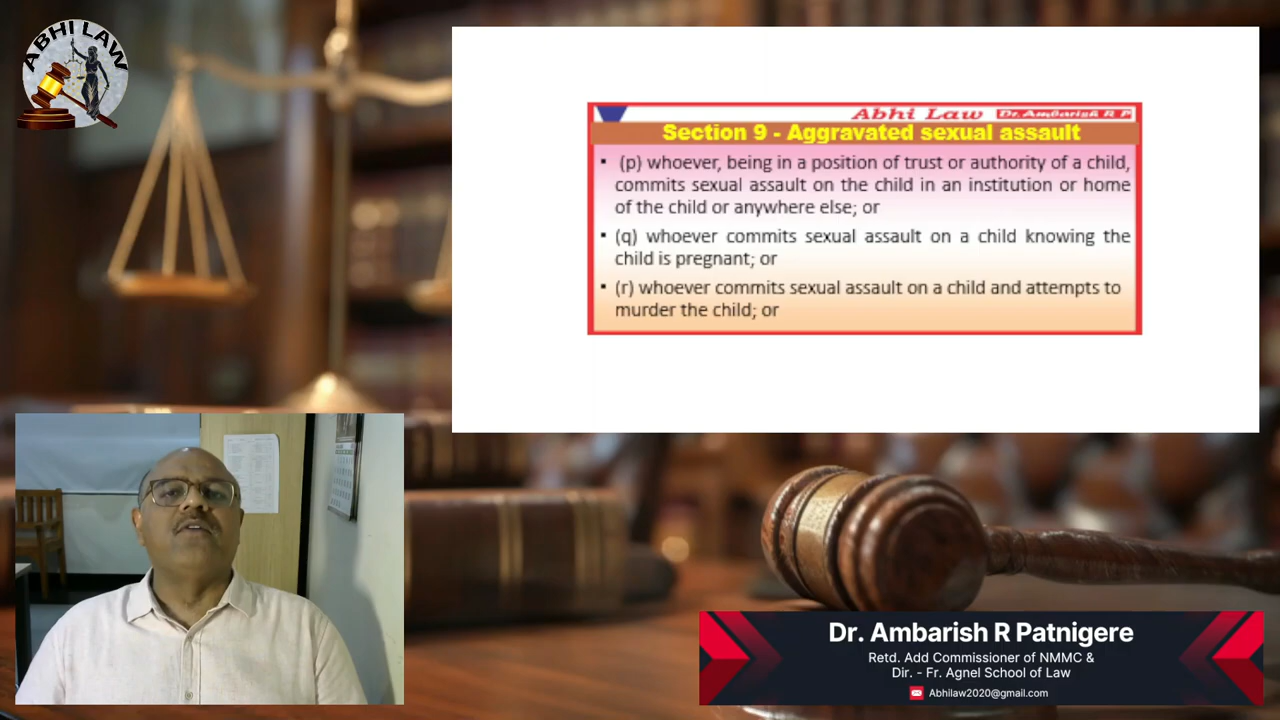 ABHI LAW
Abhi Law Dr.Ambarish R P
Section 9 - Aggravated sexual assault
▪ (p) whoever, being in a position of trust or authority of a child,
commits sexual assault on the child in an institution or home
of the child or anywhere else; or
▪ (q) whoever commits sexual assault on a child knowing the
child is pregnant; or
▪ (r) whoever commits sexual assault on a child and attempts to
murder the child; or
Dr. Ambarish R Patnigere
Retd. Add Commissioner of NMMC &
Dir. - Fr. Agnel School of Law
Abhilaw2020@gmail.com